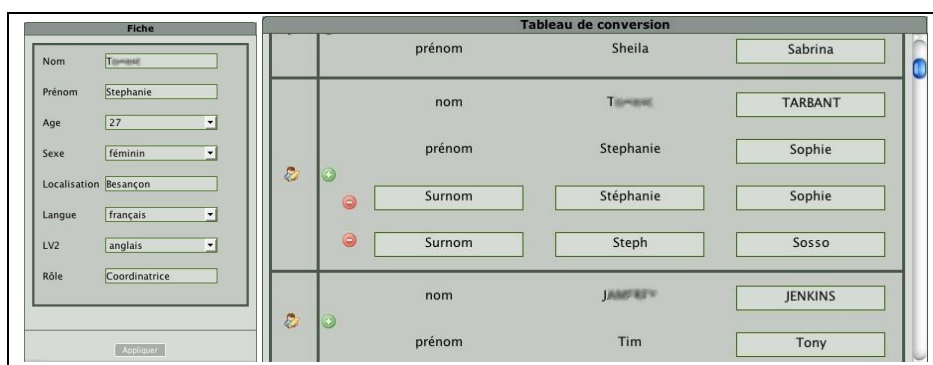 Fiche
Nom
Prénom Stephanie
Age 27
Sexe féminin
Localisation Besançon
Langue français
LV2 anglais
Rôle Coordinatrice
Appliquer
Tableau de conversion
prénom Sheila Sabrina
nom TARBANT
prénom Stephanie Sophie
Surnom Stéphanie Sophie
Surnom Steph Sosso
nom JENKINS
prénom Tim Tony